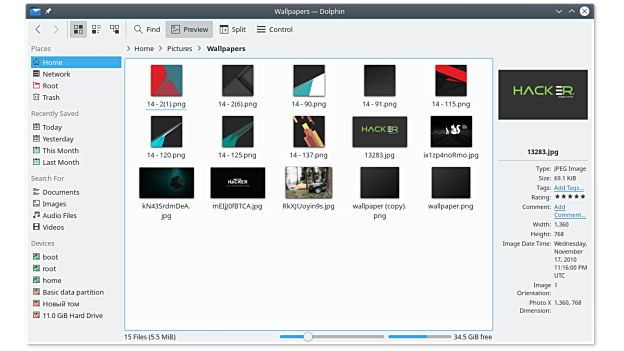 Wallpapers — Dolphin
Find
Preview
Split
Control
Places
Home
Network
Root
Trash
Recently Saved
Today
Yesterday
This Month
Last Month
Search For
Documents
Images
Audio Files
Videos
Devices
boot
root
home
Basic data partition
Новый том
11.0 GiB Hard Drive
> Home > Pictures > Wallpapers
14 - 2(1).png
14 - 2(6).png
14 - 90.png
14 - 91.png
14 - 115.png
HACKER
14 - 120.png
14 - 125.png
14 - 137.png
13283.jpg
ix1zp4noRmo.jpg
HACKER
kN43SrdmDeA.
jpg
mEJJ0fBTCA.jpg
RkXJUoyin9s.jpg
wallpaper (copy).
png
wallpaper.png
15 Files (5.5 MiB)
34.5 GiB free
HACKER
13283.jpg
Type: JPEG Image
Size: 69.1 KiB
Tags: Add Tags...
Rating: ★ ★ ★ ★ ★
Comment: Add
Comment...
Width: 1,360
Height: 768
Image Date Time: Wednesday,
November
17, 2010
11:16:00 PM
UTC
Image 1
Orientation:
Photo X 1,360, 768
Dimension: